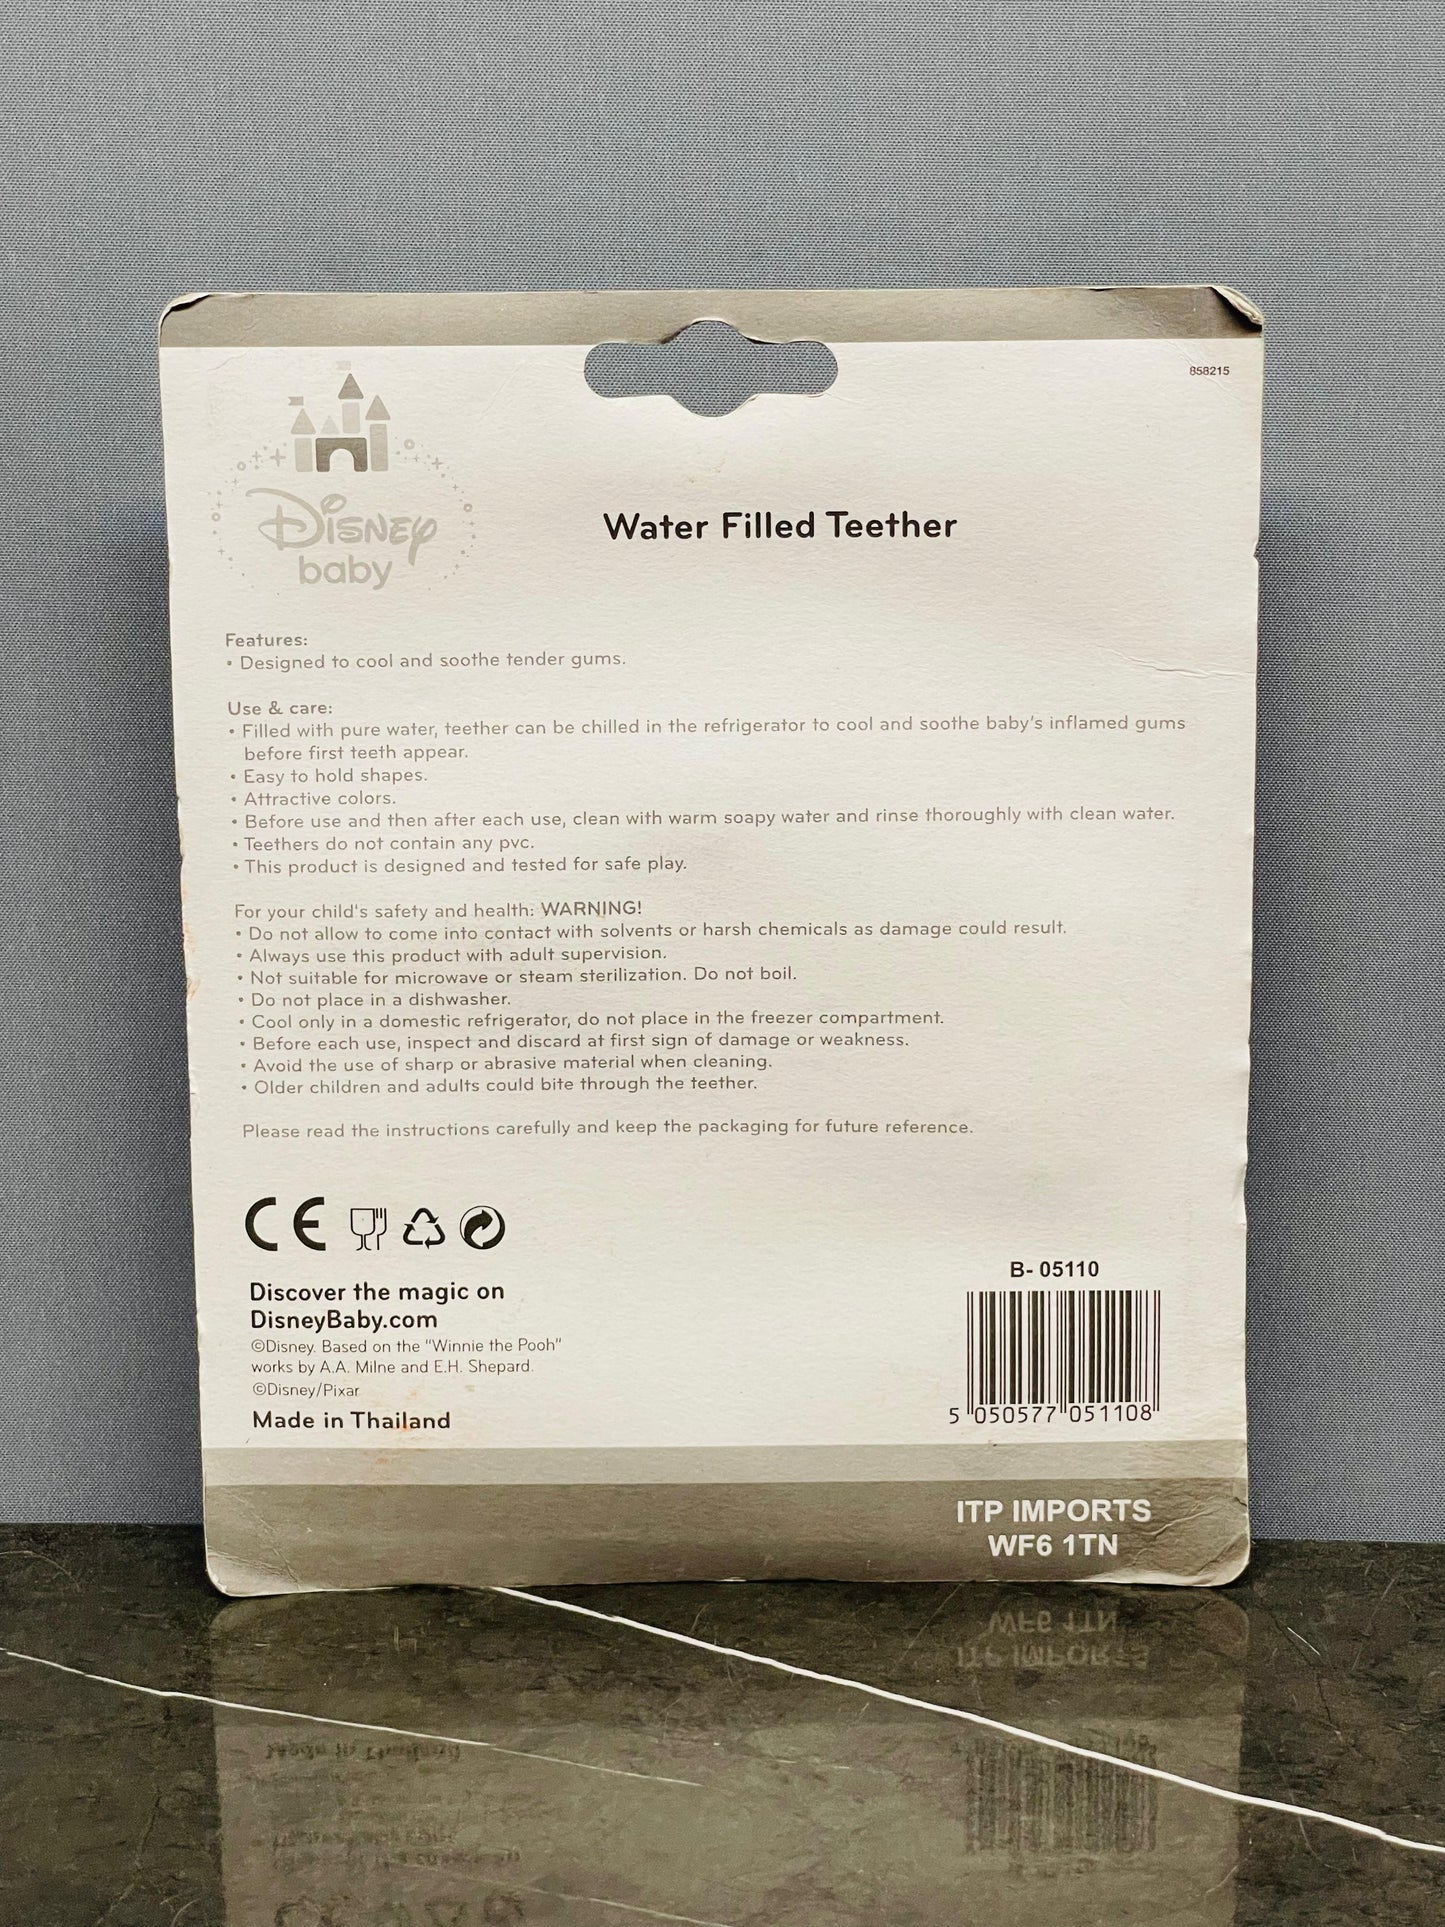 858215
Disney
baby
Water Filled Teether
Features:
• Designed to cool and soothe tender gums.
Use & care:
• Filled with pure water, teether can be chilled in the refrigerator to cool and soothe baby's inflamed gums
before first teeth appear.
• Easy to hold shapes.
• Attractive colors.
• Before use and then after each use, clean with warm soapy water and rinse thoroughly with clean water.
• Teethers do not contain any pvc.
• This product is designed and tested for safe play.
For your child's safety and health: WARNING!
• Do not allow to come into contact with solvents or harsh chemicals as damage could result.
• Always use this product with adult supervision.
• Not suitable for microwave or steam sterilization. Do not boil.
• Do not place in a dishwasher.
• Cool only in a domestic refrigerator, do not place in the freezer compartment.
• Before each use, inspect and discard at first sign of damage or weakness.
• Avoid the use of sharp or abrasive material when cleaning.
• Older children and adults could bite through the teether.
Please read the instructions carefully and keep the packaging for future reference.
CE
Discover the magic on
DisneyBaby.com
©Disney. Based on the "Winnie the Pooh"
works by A.A. Milne and E.H. Shepard.
©Disney/Pixar
Made in Thailand
B- 05110
5 050577 051108
ITP IMPORTS
WF6 1TN